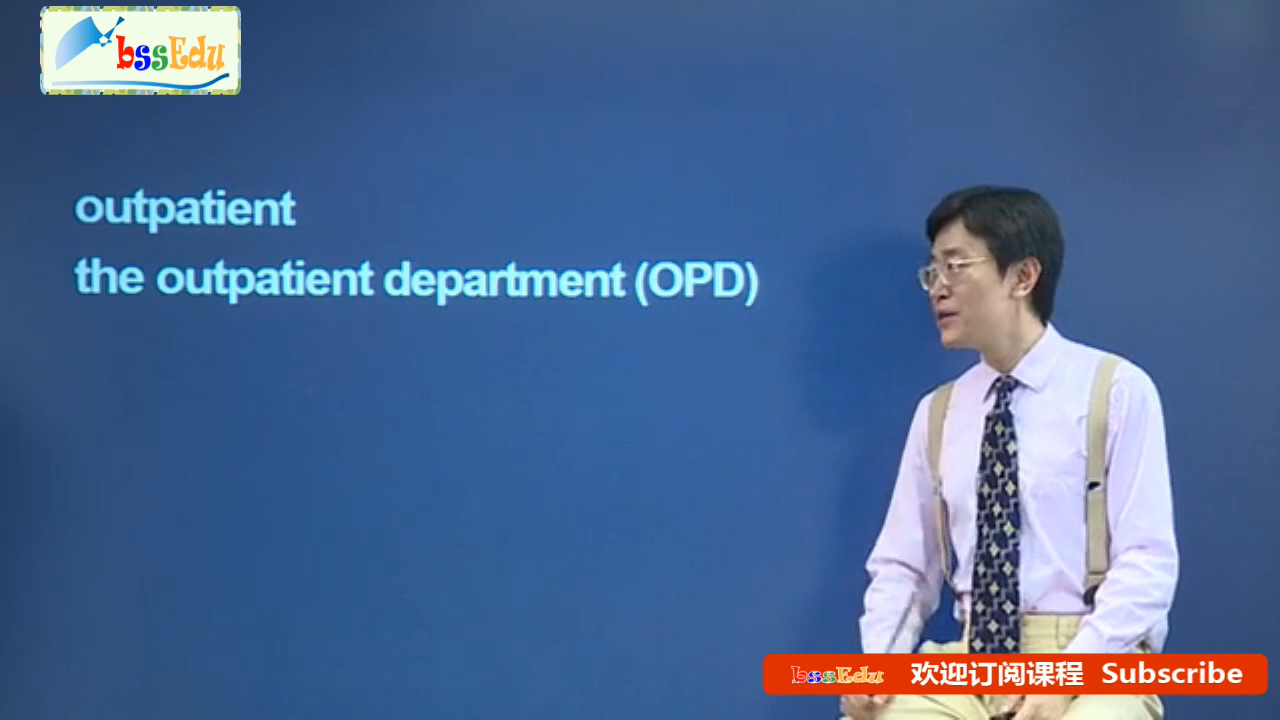 bssEdu
outpatient
the outpatient department (OPD)
bssEdu 欢迎订阅课程 Subscribe